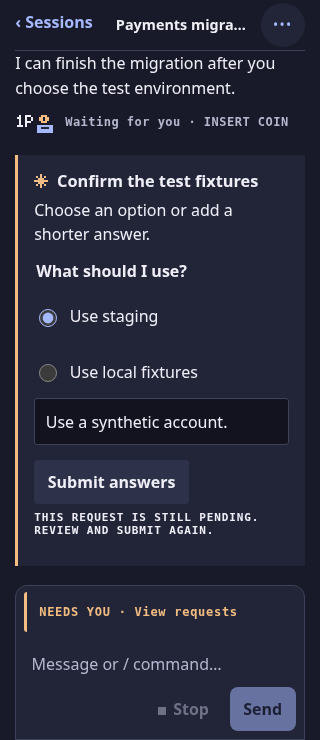 ‹ Sessions
Payments migra...
I can finish the migration after you
choose the test environment.
1P Waiting for you · INSERT COIN
Confirm the test fixtures
Choose an option or add a
shorter answer.
What should I use?
Use staging
Use local fixtures
Use a synthetic account.
Submit answers
THIS REQUEST IS STILL PENDING.
REVIEW AND SUBMIT AGAIN.
NEEDS YOU · View requests
Message or / command...
Stop
Send